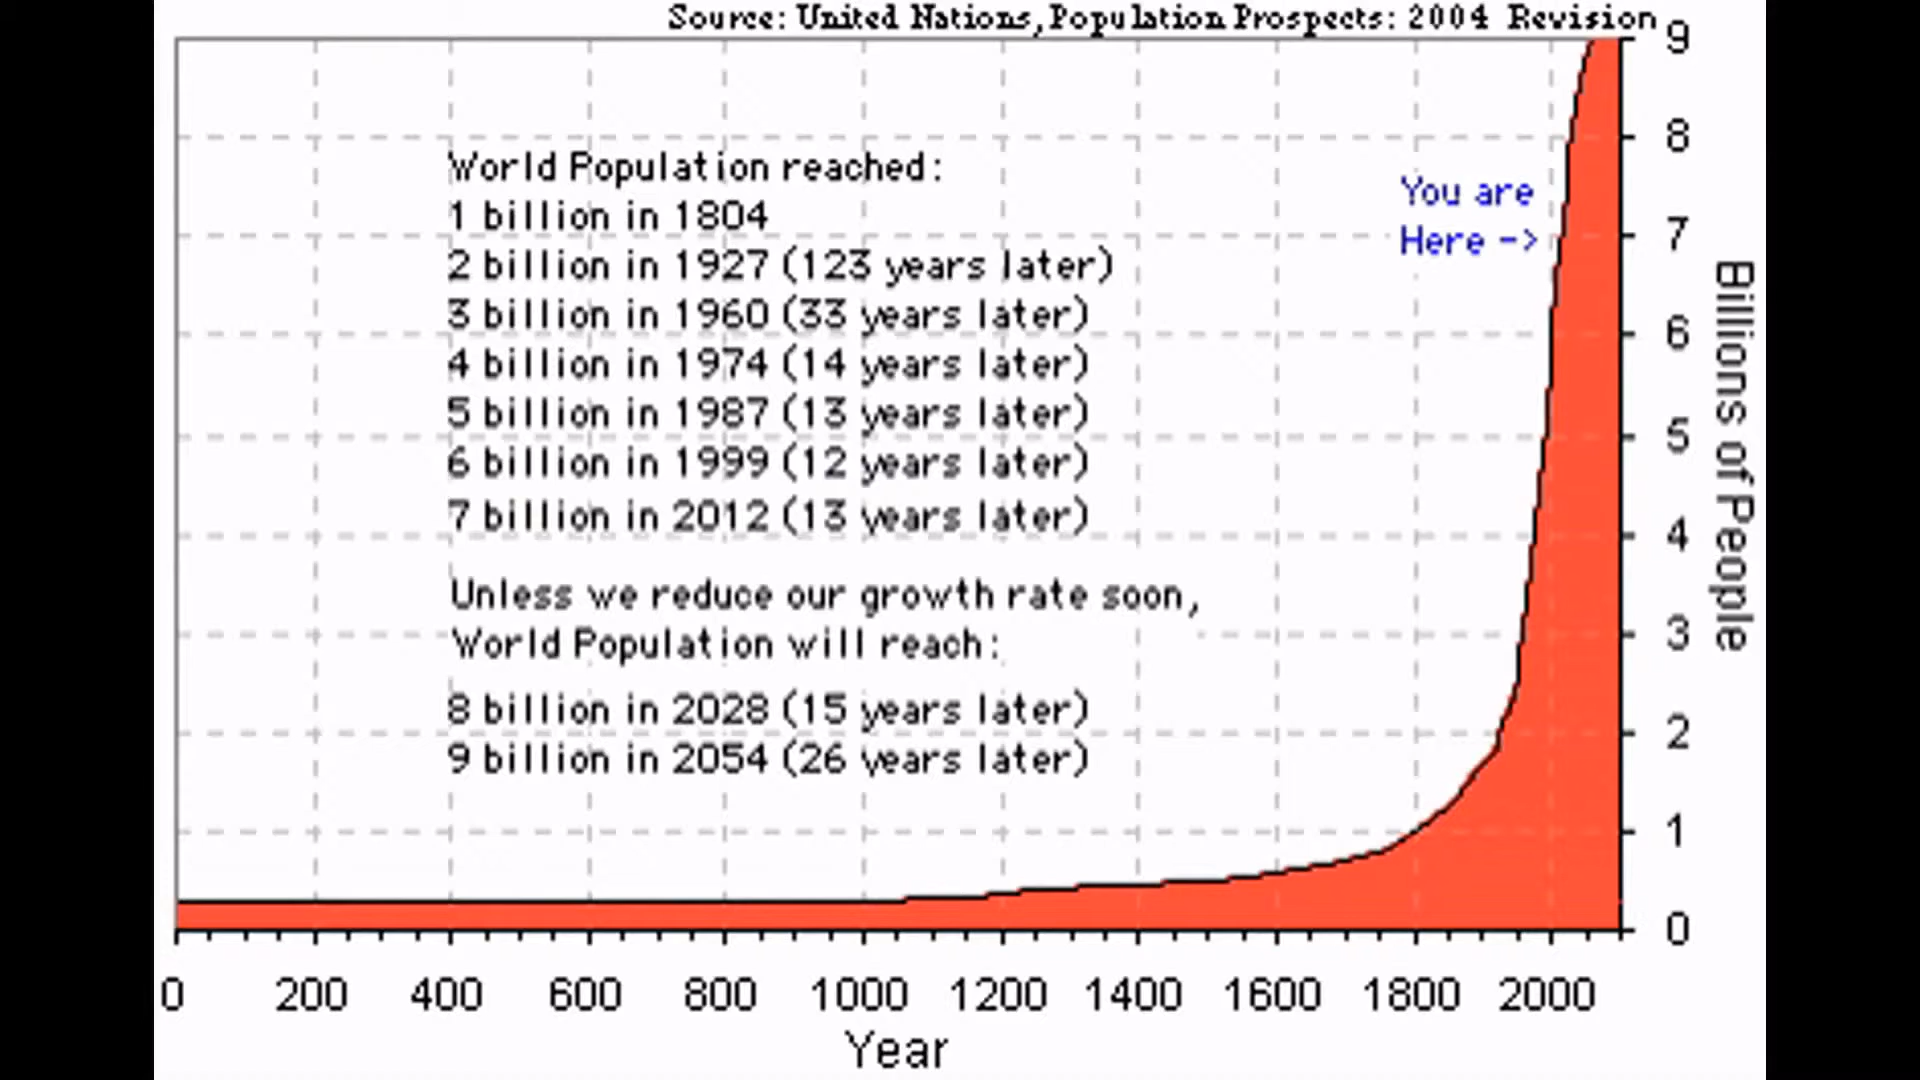 Source: United Nations, Population Prospects: 2004 Revision
World Population reached:
1 billion in 1804
2 billion in 1927 (123 years later)
3 billion in 1960 (33 years later)
4 billion in 1974 (14 years later)
5 billion in 1987 (13 years later)
6 billion in 1999 (12 years later)
7 billion in 2012 (13 years later)
Unless we reduce our growth rate soon,
World Population will reach:
8 billion in 2028 (15 years later)
9 billion in 2054 (26 years later)
You are
Here ->
9
8
7
6
5
4
3
2
1
0
Billions of People
0 200 400 600 800 1000 1200 1400 1600 1800 2000
Year